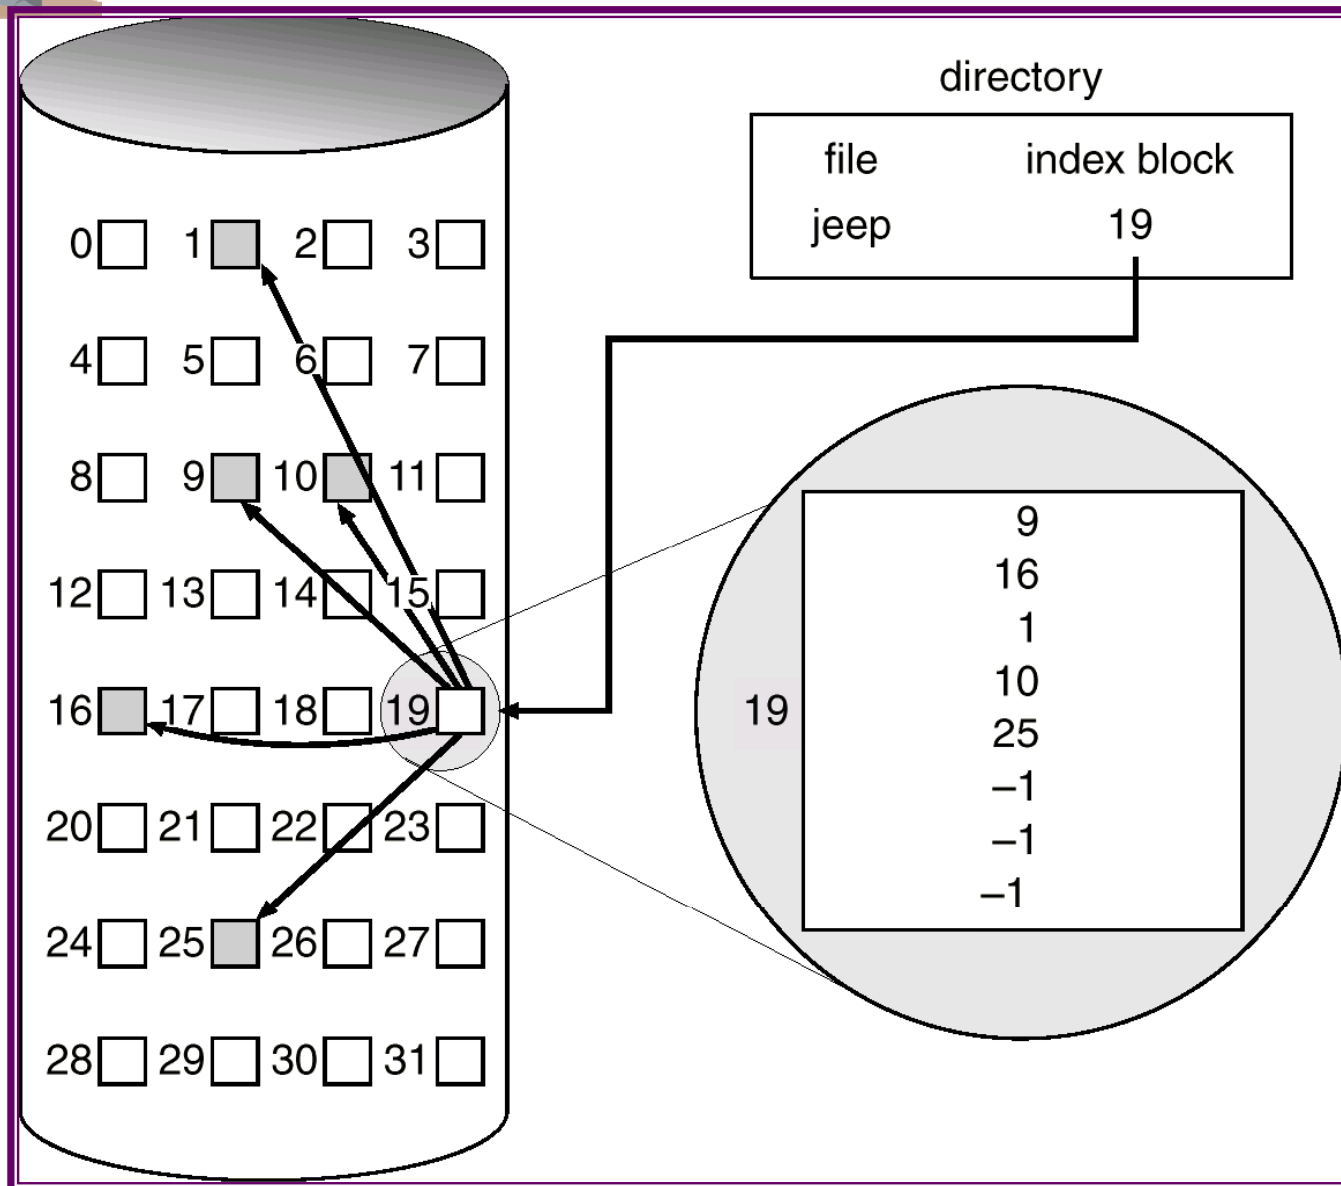 directory
file index block
jeep 19
0 1 2 3
4 5 6 7
8 9 10 11
12 13 14 15
16 17 18 19
20 21 22 23
24 25 26 27
28 29 30 31
19
9
16
1
10
25
–1
–1
–1